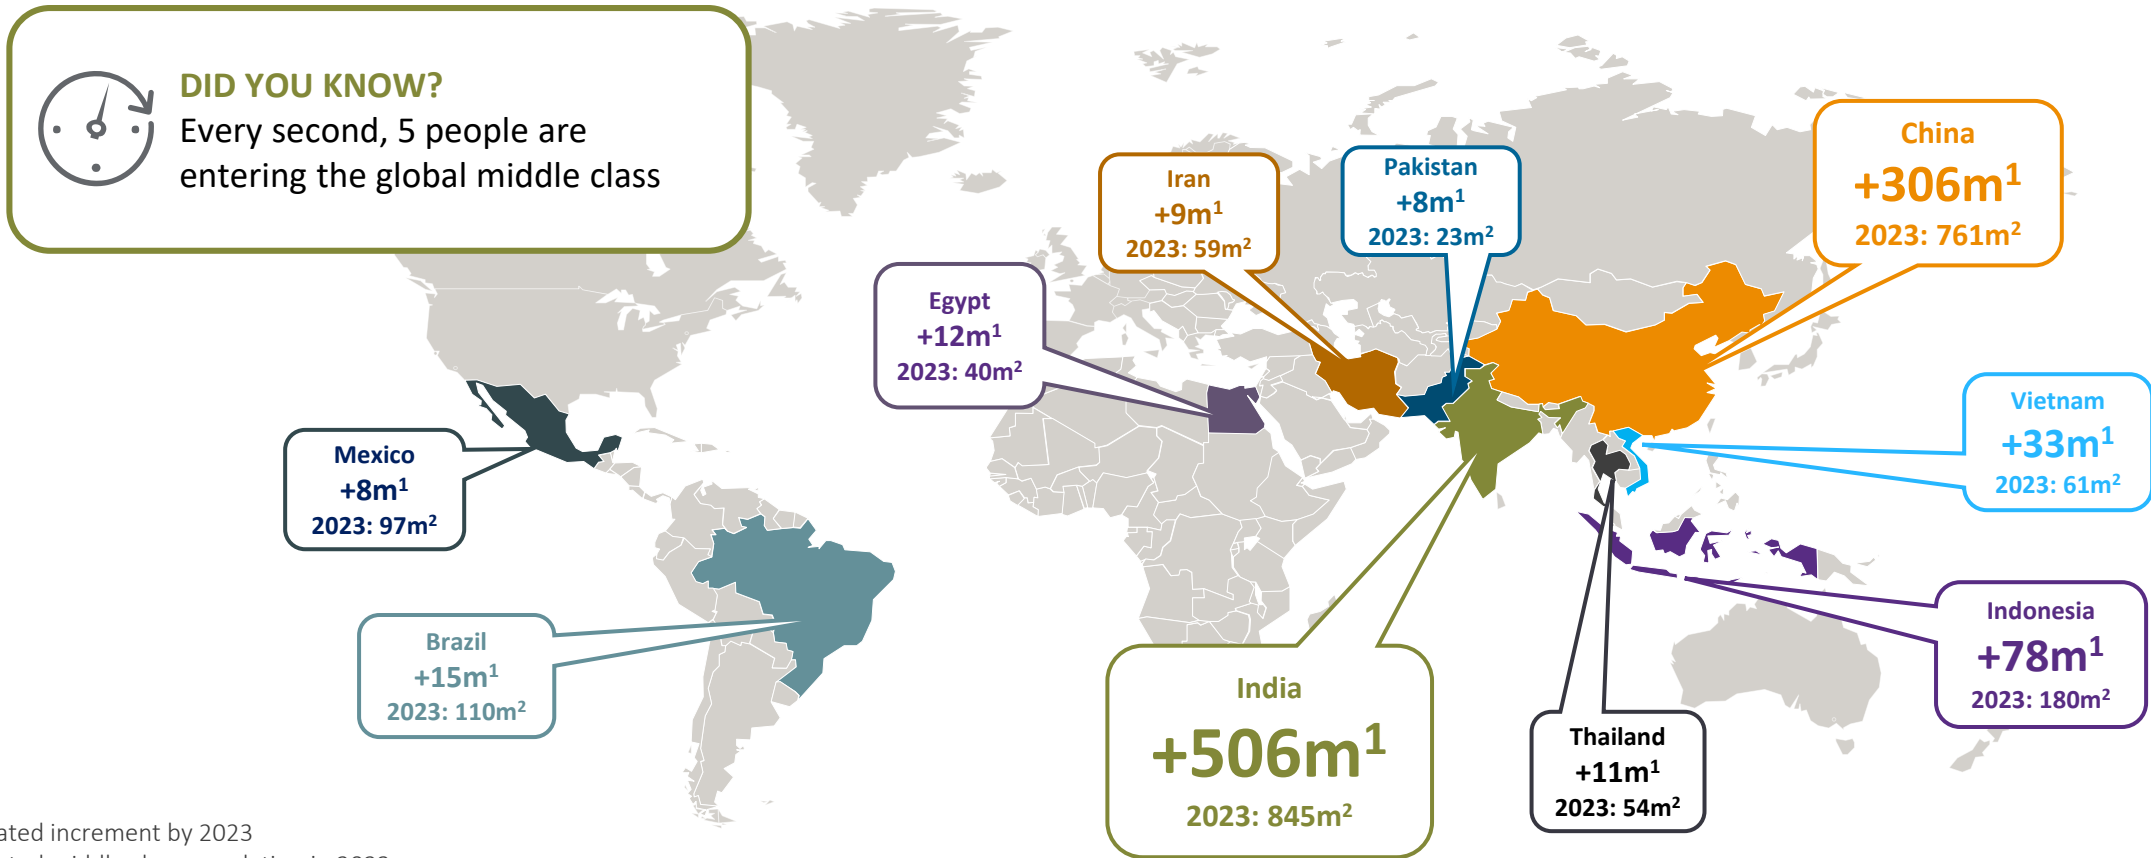 DID YOU KNOW?
Every second, 5 people are
entering the global middle class
China
+306m¹
2023: 761m²
Pakistan
+8m¹
2023: 23m²
Iran
+9m¹
2023: 59m²
Egypt
+12m¹
2023: 40m²
Vietnam
+33m¹
2023: 61m²
Mexico
+8m¹
2023: 97m²
Indonesia
+78m¹
2023: 180m²
Brazil
+15m¹
2023: 110m²
India
+506m¹
2023: 845m²
Thailand
+11m¹
2023: 54m²
increment by 2023